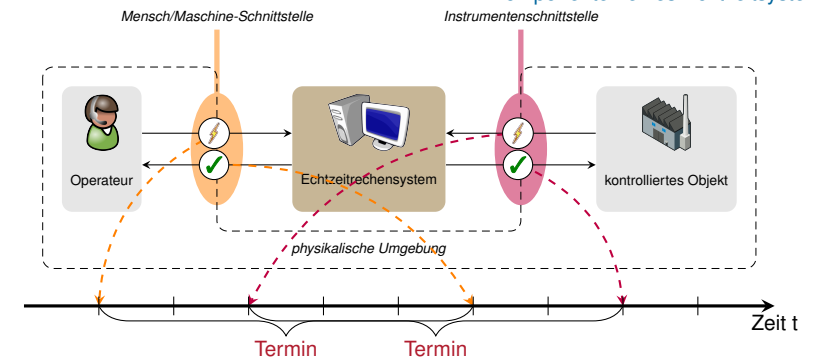 Mensch/Maschine-Schnittstelle
Instrumentenschnittstelle
Operateur
Echtzeitrechensystem
kontrolliertes Objekt
physikalische Umgebung
Zeit t
Termin
Termin